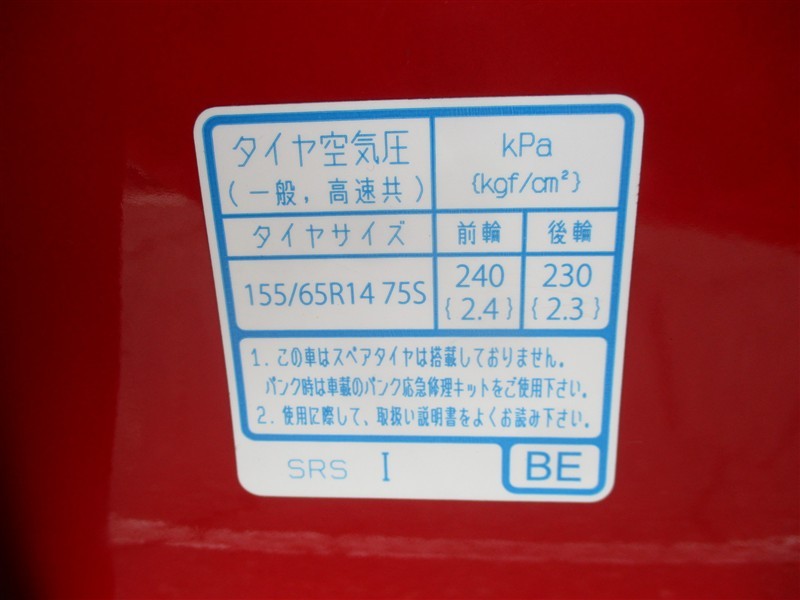 タイヤ空気圧
(一般, 高速共)
kPa
{kgf/cm²}
タイヤサイズ
前輪
後輪
155/65R14 75S
240
{2.4}
230
{2.3}
1. この車はスペアタイヤは搭載しておりません。
パンク時は車載のパンク応急修理キットをご使用下さい。
2. 使用に際して、取扱い説明書をよくお読み下さい。
SRS I
BE